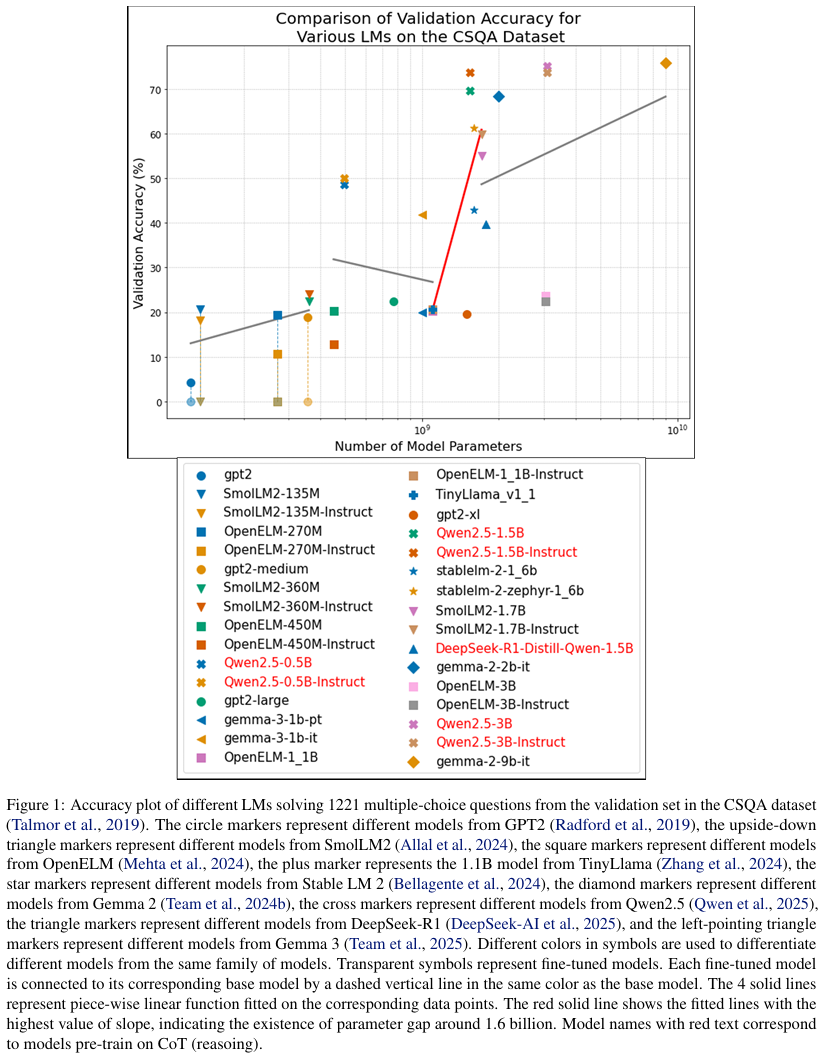 Comparison of Validation Accuracy for
Various LMs on the CSQA Dataset
Validation Accuracy (%)
70
60
50
40
30
20
10
0
10⁹
10¹⁰
Number of Model Parameters
gpt2
SmolLM2-135M
SmolLM2-135M-Instruct
OpenELM-270M
OpenELM-270M-Instruct
gpt2-medium
SmolLM2-360M
SmolLM2-360M-Instruct
OpenELM-450M
OpenELM-450M-Instruct
Qwen2.5-0.5B
Qwen2.5-0.5B-Instruct
gpt2-large
gemma-3-1b-pt
gemma-3-1b-it
OpenELM-1_1B
OpenELM-1_1B-Instruct
TinyLlama_v1_1
gpt2-xl
Qwen2.5-1.5B
Qwen2.5-1.5B-Instruct
stablelm-2-1_6b
stablelm-2-zephyr-1_6b
SmolLM2-1.7B
SmolLM2-1.7B-Instruct
DeepSeek-R1-Distill-Qwen-1.5B
gemma-2-2b-it
OpenELM-3B
OpenELM-3B-Instruct
Qwen2.5-3B
Qwen2.5-3B-Instruct
gemma-2-9b-it
Figure 1: Accuracy plot of different LMs solving 1221 multiple-choice questions from the validation set in the CSQA dataset
(Talmor et al., 2019). The circle markers represent different models from GPT2 (Radford et al., 2019), the upside-down
triangle markers represent different models from SmolLM2 (Allal et al., 2024), the square markers represent different models
from OpenELM (Mehta et al., 2024), the plus marker represents the 1.1B model from TinyLlama (Zhang et al., 2024), the
star markers represent different models from Stable LM 2 (Bellagente et al., 2024), the diamond markers represent different
models from Gemma 2 (Team et al., 2024b), the cross markers represent different models from Qwen2.5 (Qwen et al., 2025),
the triangle markers represent different models from DeepSeek-R1 (DeepSeek-AI et al., 2025), and the left-pointing triangle
markers represent different models from Gemma 3 (Team et al., 2025). Different colors in symbols are used to differentiate
different models from the same family of models. Transparent symbols represent fine-tuned models. Each fine-tuned model
is connected to its corresponding base model by a dashed vertical line in the same color as the base model. The 4 solid lines
represent piece-wise linear function fitted on the corresponding data points. The red solid line shows the fitted lines with the
highest value of slope, indicating the existence of parameter gap around 1.6 billion. Model names with red text correspond
to models pre-train on CoT (reasoing).